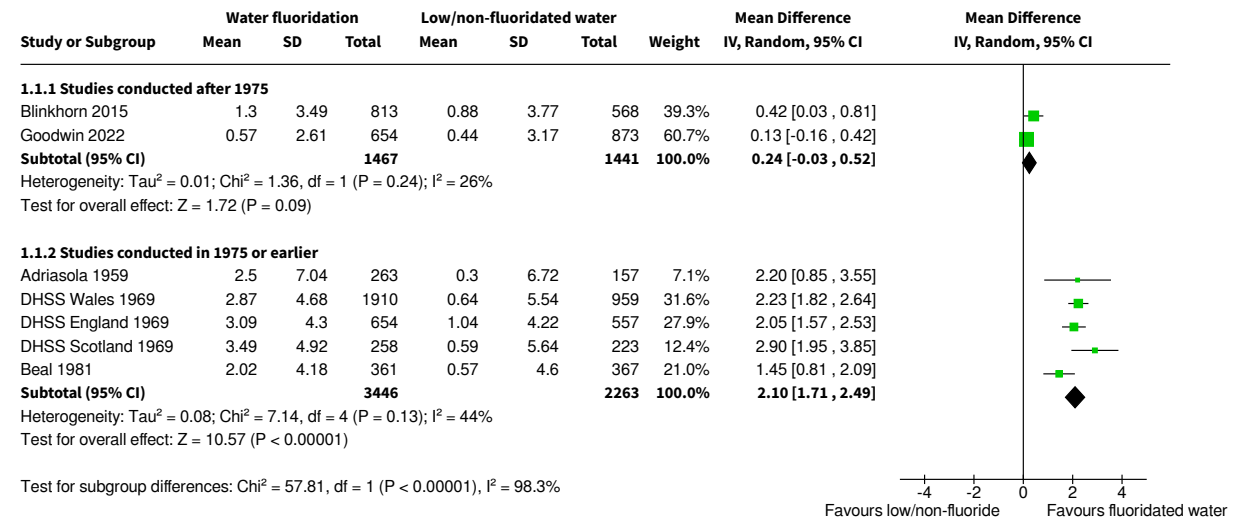 Water fluoridation Low/non-fluoridated water Mean Difference Mean Difference
Study or Subgroup Mean SD Total Mean SD Total Weight IV, Random, 95% CI IV, Random, 95% CI
1.1.1 Studies conducted after 1975
Blinkhorn 2015 1.3 3.49 813 0.88 3.77 568 39.3% 0.42 [0.03 , 0.81]
Goodwin 2022 0.57 2.61 654 0.44 3.17 873 60.7% 0.13 [-0.16 , 0.42]
Subtotal (95% CI) 1467 1441 100.0% 0.24 [-0.03 , 0.52]
Heterogeneity: Tau² = 0.01; Chi² = 1.36, df = 1 (P = 0.24); I² = 26%
Test for overall effect: Z = 1.72 (P = 0.09)
1.1.2 Studies conducted in 1975 or earlier
Adriasola 1959 2.5 7.04 263 0.3 6.72 157 7.1% 2.20 [0.85 , 3.55]
DHSS Wales 1969 2.87 4.68 1910 0.64 5.54 959 31.6% 2.23 [1.82 , 2.64]
DHSS England 1969 3.09 4.3 654 1.04 4.22 557 27.9% 2.05 [1.57 , 2.53]
DHSS Scotland 1969 3.49 4.92 258 0.59 5.64 223 12.4% 2.90 [1.95 , 3.85]
Beal 1981 2.02 4.18 361 0.57 4.6 367 21.0% 1.45 [0.81 , 2.09]
Subtotal (95% CI) 3446 2263 100.0% 2.10 [1.71 , 2.49]
Heterogeneity: Tau² = 0.08; Chi² = 7.14, df = 4 (P = 0.13); I² = 44%
Test for overall effect: Z = 10.57 (P < 0.00001)
Test for subgroup differences: Chi² = 57.81, df = 1 (P < 0.00001), I² = 98.3%
-4 -2 0 2 4
Favours low/non-fluoride Favours fluoridated water